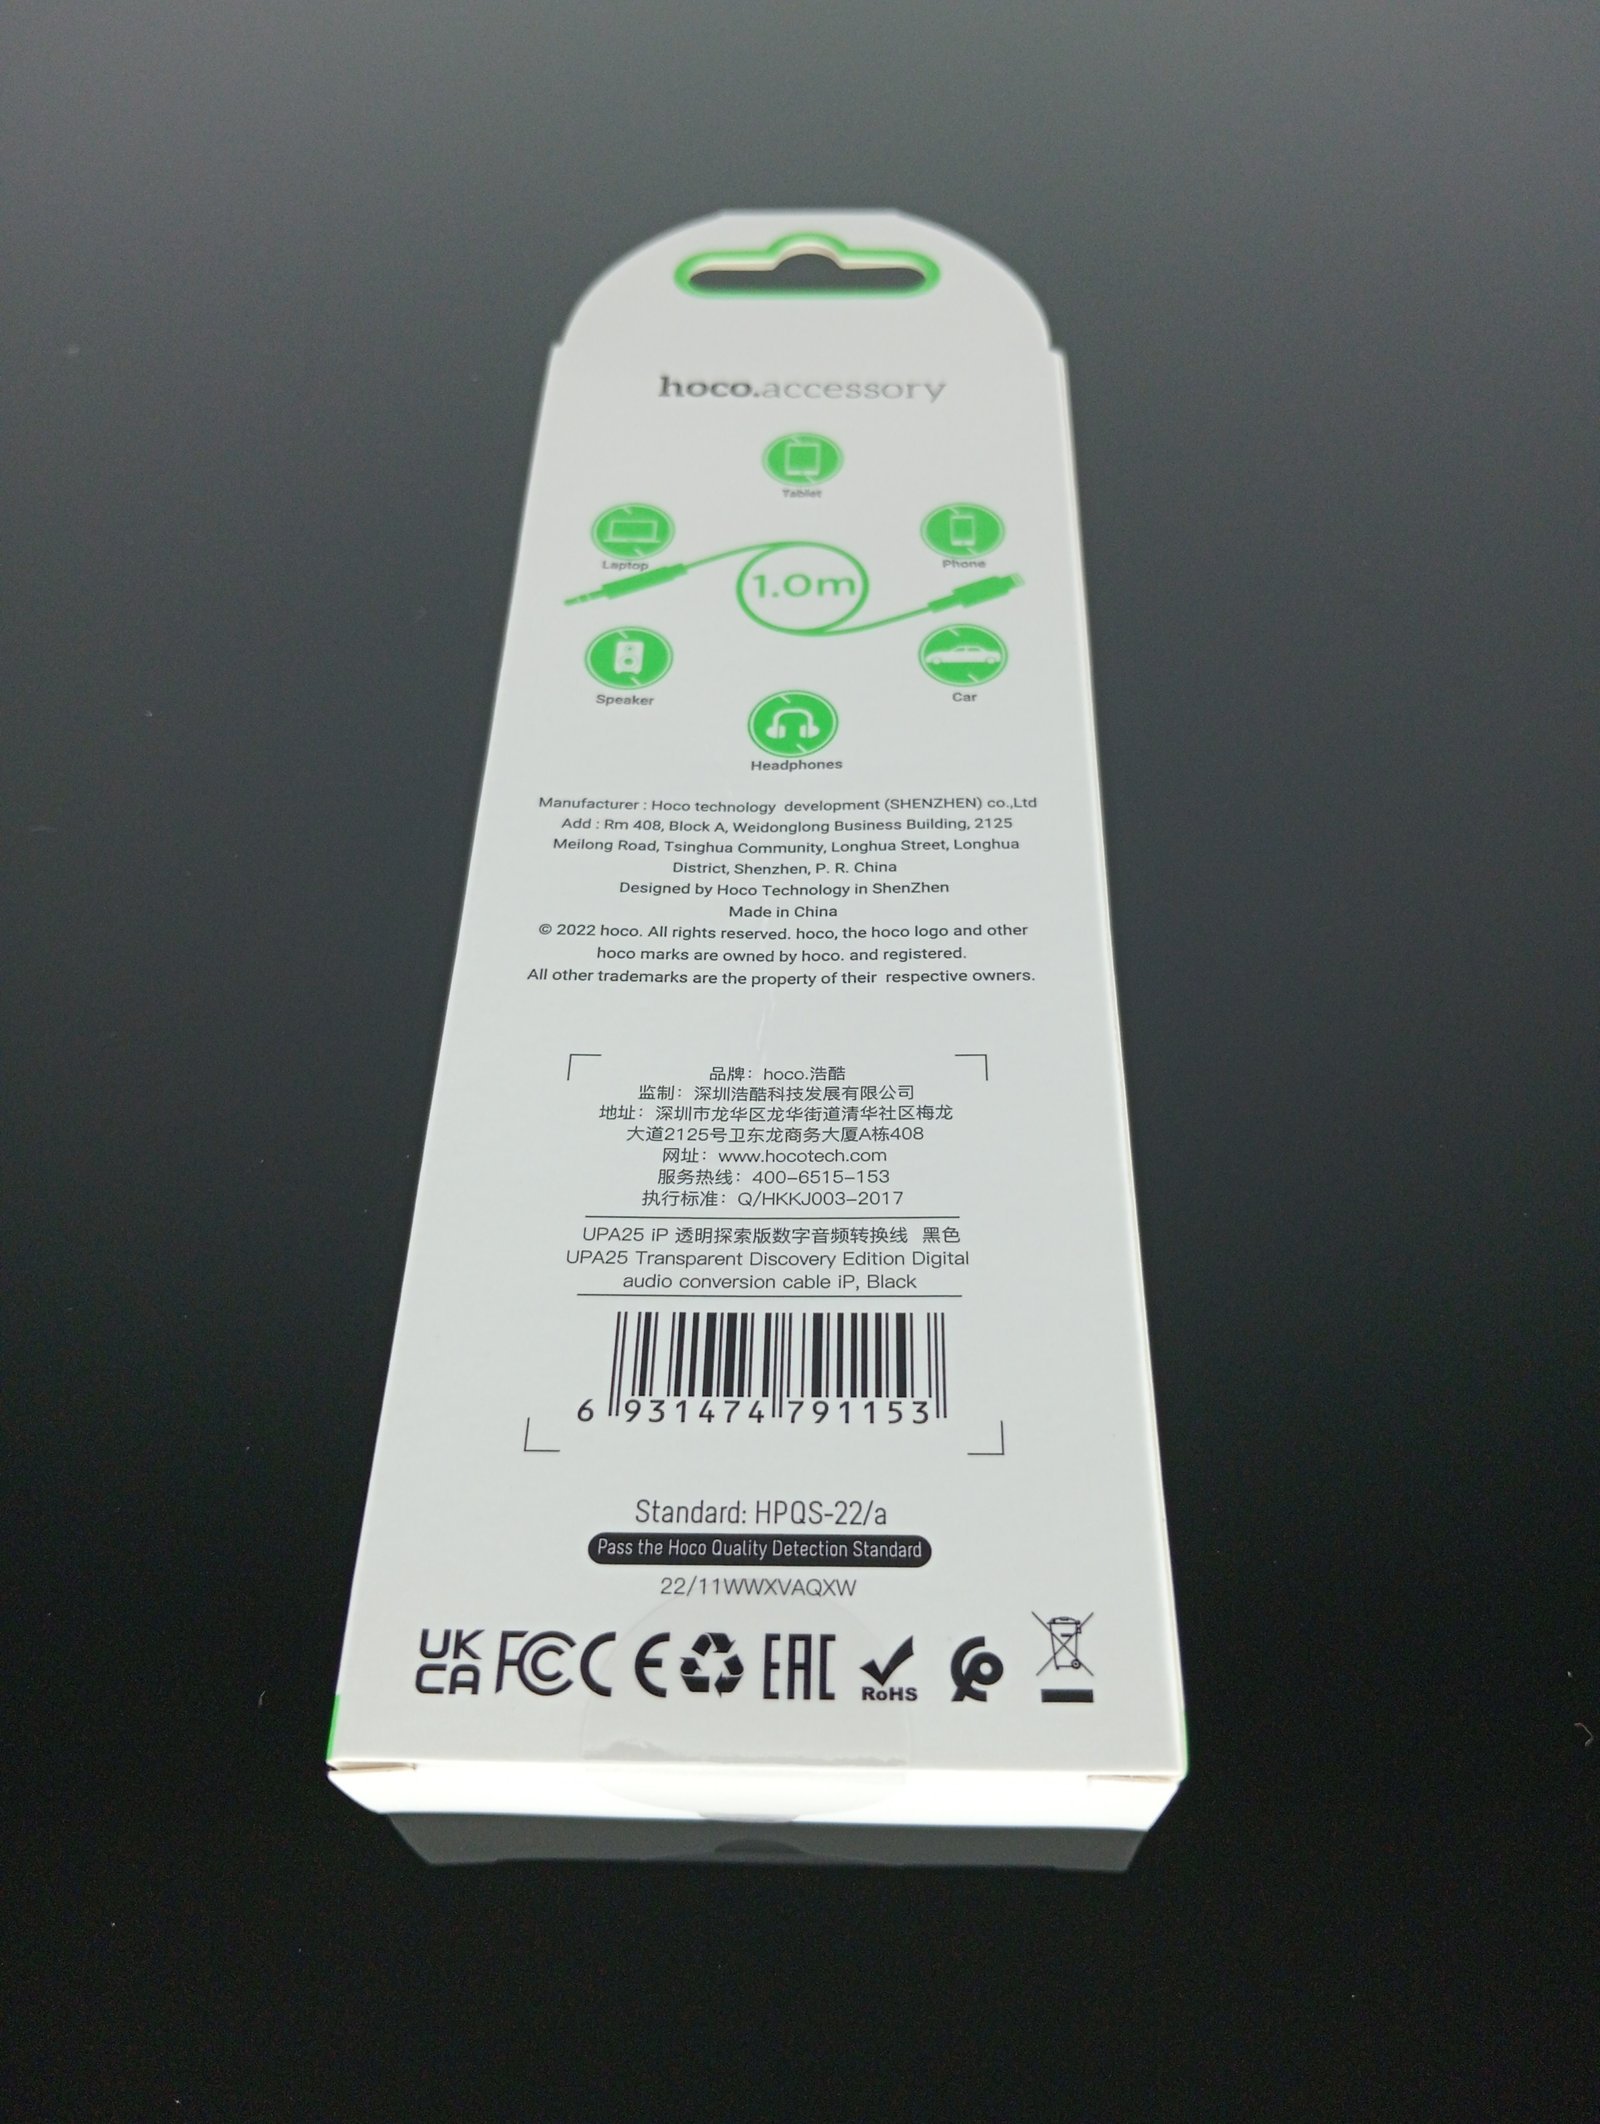 hoco.accessory
Tablet
Laptop
Phone
1.0m
Speaker
Car
Headphones
Manufacturer : Hoco technology development (SHENZHEN) co.,Ltd
Add : Rm 408, Block A, Weidonglong Business Building, 2125
Meilong Road, Tsinghua Community, Longhua Street, Longhua
District, Shenzhen, P. R. China
Designed by Hoco Technology in ShenZhen
Made in China
© 2022 hoco. All rights reserved. hoco, the hoco logo and other
hoco marks are owned by hoco. and registered.
All other trademarks are the property of their respective owners.
品牌：hoco.浩酷
监制：深圳浩酷科技发展有限公司
地址：深圳市龙华区龙华街道清华社区梅龙
大道2125号卫东龙商务大厦A栋408
网址：www.hocotech.com
服务热线：400-6515-153
执行标准：Q/HKKJ003-2017
UPA25 iP 透明探索版数字音频转换线 黑色
UPA25 Transparent Discovery Edition Digital
audio conversion cable iP, Black
6 931474 791153
Standard: HPQS-22/a
Pass the Hoco Quality Detection Standard
22/11WWXVAQXW
UK
CA FC CE EAC RoHS